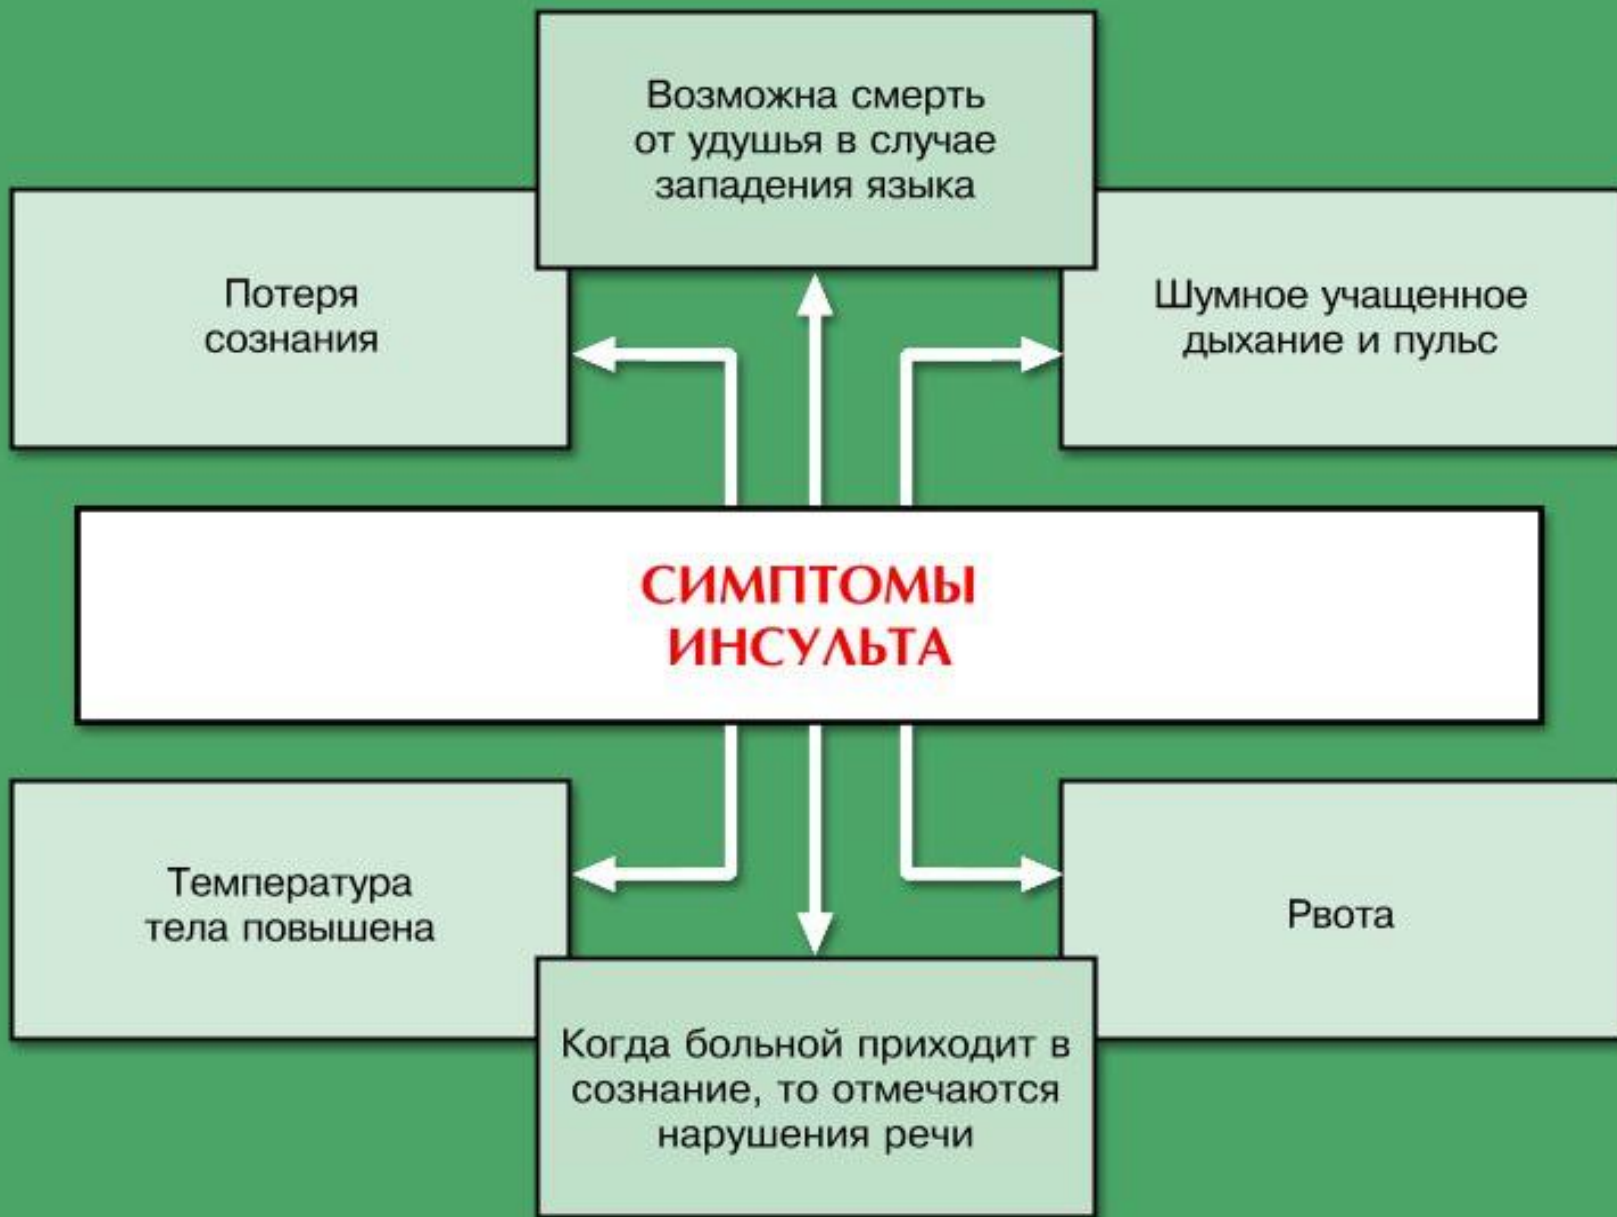 Возможна смерть
от удушья в случае
западения языка
Потеря
сознания
Шумное учащенное
дыхание и пульс
СИМПТОМЫ
ИНСУЛЬТА
Температура
тела повышена
Рвота
Когда больной приходит в
сознание, то отмечаются
нарушения речи